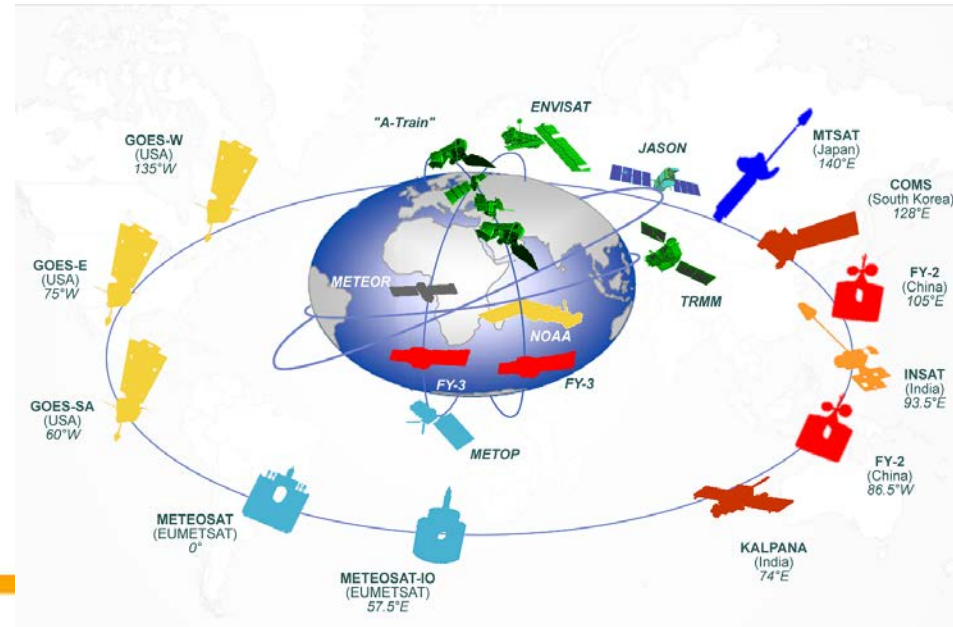 ENVISAT
"A-Train"
JASON
GOES-W
(USA)
135°W
MTSAT
(Japan)
140°E
COMS
(South Korea)
128°E
GOES-E
(USA)
75°W
FY-2
(China)
105°E
METEOR
TRMM
NOAA
INSAT
(India)
93.5°E
FY-3
FY-3
GOES-SA
(USA)
60°W
METOP
FY-2
(China)
86.5°W
METEOSAT
(EUMETSAT)
0°
KALPANA
(India)
74°E
METEOSAT-IO
(EUMETSAT)
57.5°E